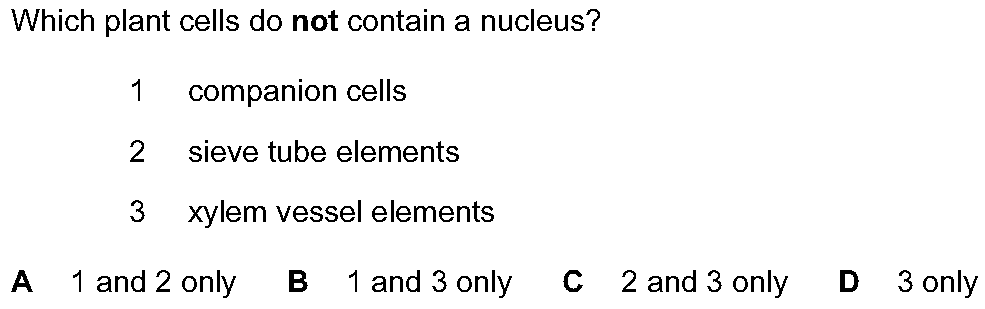 Which plant cells do not contain a nucleus?
1 companion cells
2 sieve tube elements
3 xylem vessel elements
A 1 and 2 only B 1 and 3 only C 2 and 3 only D 3 only